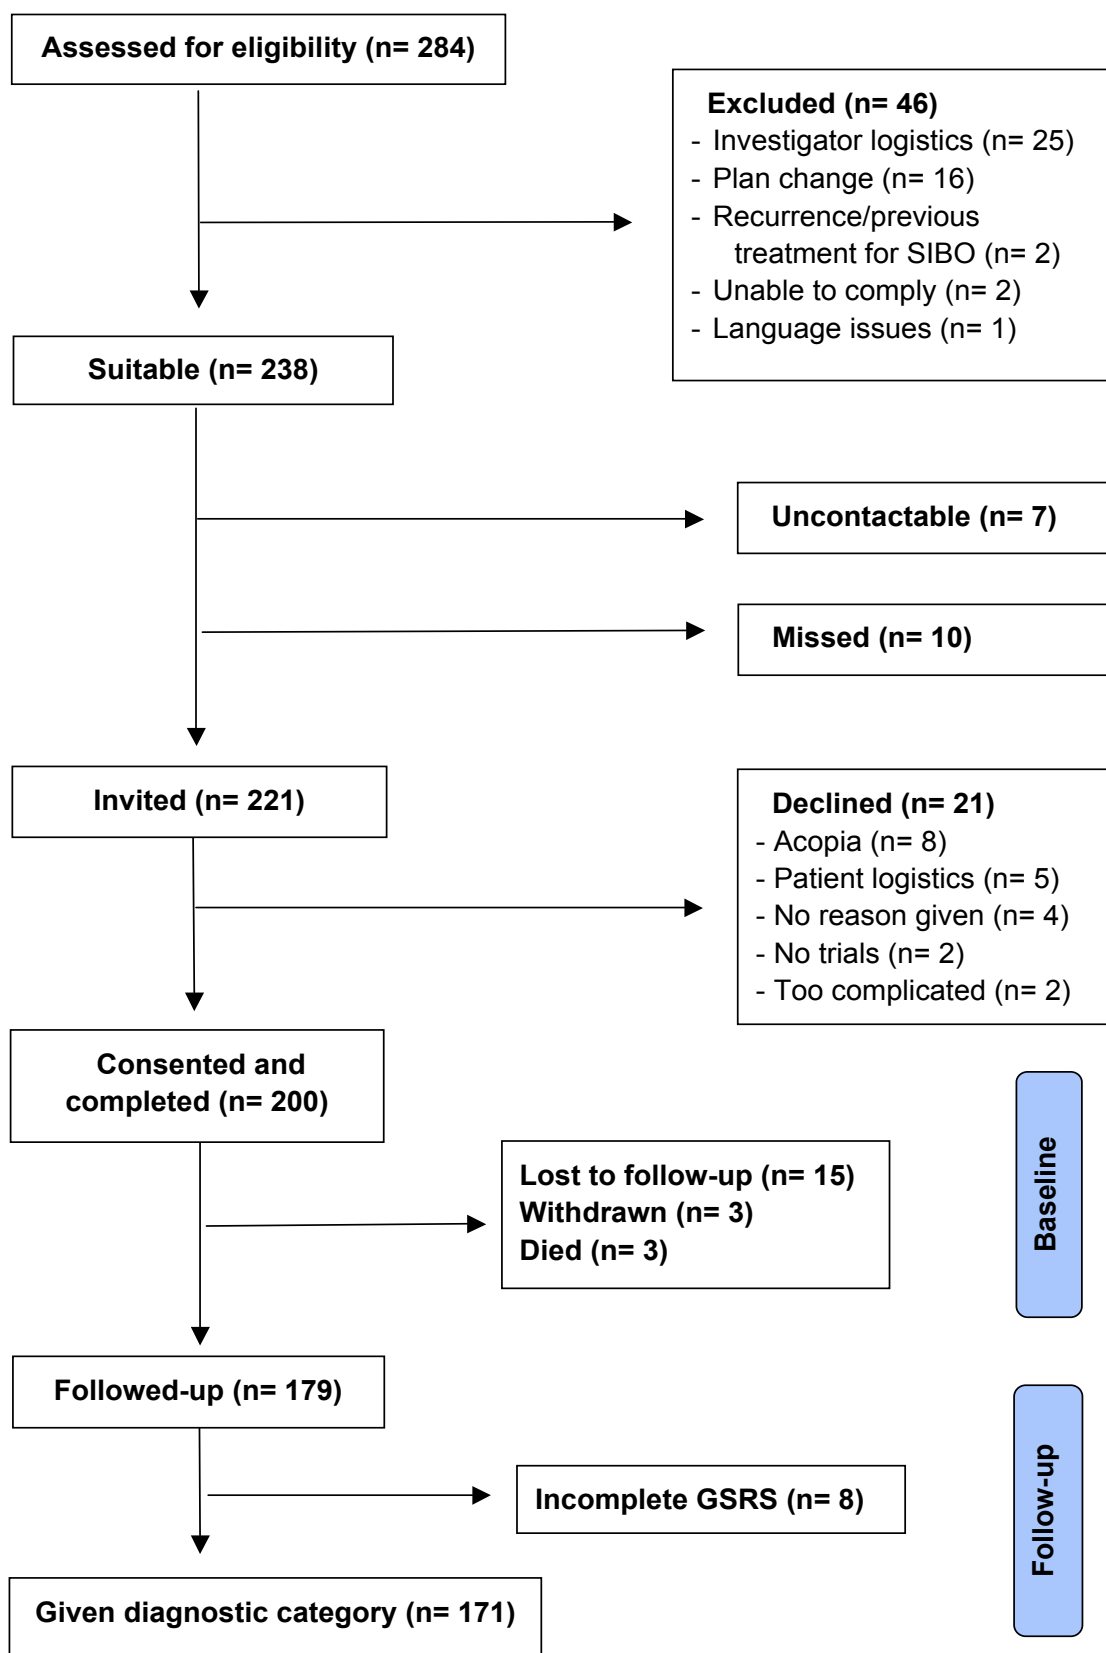 Assessed for eligibility (n= 284)
Excluded (n= 46)
- Investigator logistics (n= 25)
- Plan change (n= 16)
- Recurrence/previous
treatment for SIBO (n= 2)
- Unable to comply (n= 2)
- Language issues (n= 1)
Suitable (n= 238)
Uncontactable (n= 7)
Missed (n= 10)
Invited (n= 221)
Declined (n= 21)
- Acopia (n= 8)
- Patient logistics (n= 5)
- No reason given (n= 4)
- No trials (n= 2)
- Too complicated (n= 2)
Consented and
completed (n= 200)
Baseline
Lost to follow-up (n= 15)
Withdrawn (n= 3)
Died (n= 3)
Followed-up (n= 179)
Follow-up
Incomplete GSRS (n= 8)
Given diagnostic category (n= 171)